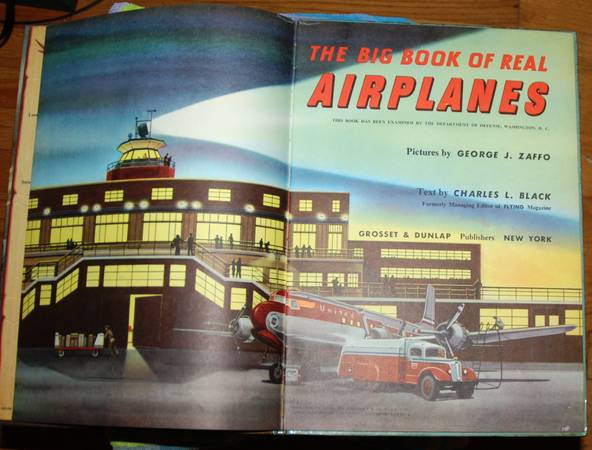 THE BIG BOOK OF REAL
AIRPLANES
THIS BOOK HAS BEEN EXAMINED BY THE DEPARTMENT OF DEFENSE, WASHINGTON, D. C.
Pictures by GEORGE J. ZAFFO
Text by CHARLES L. BLACK
Formerly Managing Editor of FLYING Magazine
GROSSET & DUNLAP Publishers NEW YORK
UNITED